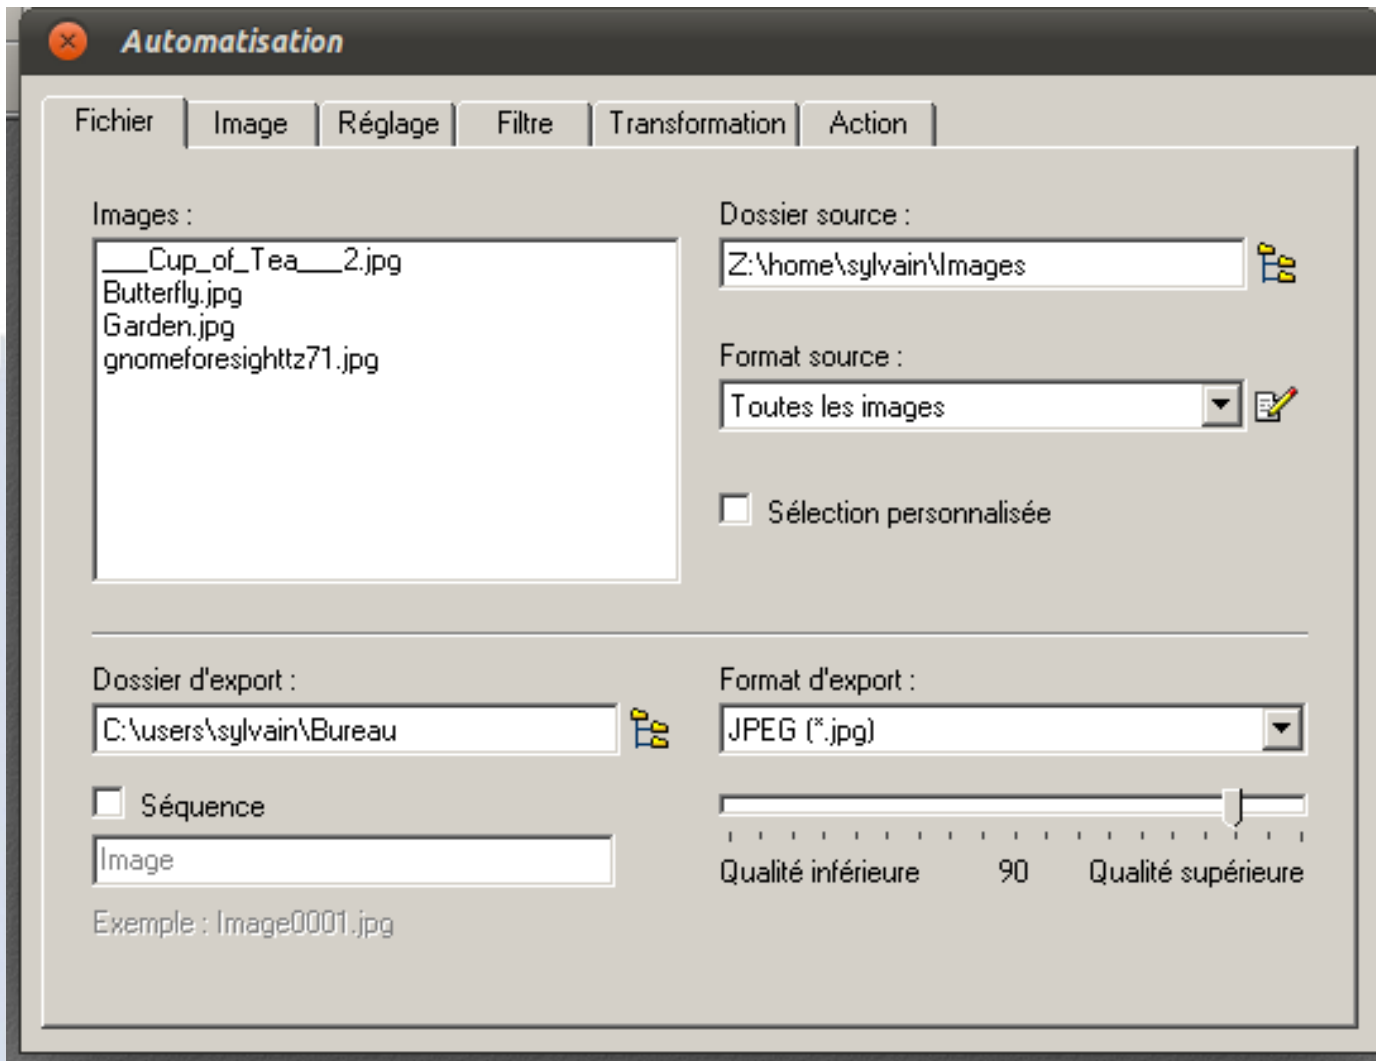 Automatisation
Fichier Image Réglage Filtre Transformation Action
Images :
___Cup_of_Tea___2.jpg
Butterfly.jpg
Garden.jpg
gnomeforesighttz71.jpg
Dossier source :
Z:\home\sylvain\Images
Format source :
Toutes les images
Sélection personnalisée
Dossier d'export :
C:\users\sylvain\Bureau
Séquence
Image
Exemple : Image0001.jpg
Format d'export :
JPEG (*.jpg)
Qualité inférieure 90 Qualité supérieure